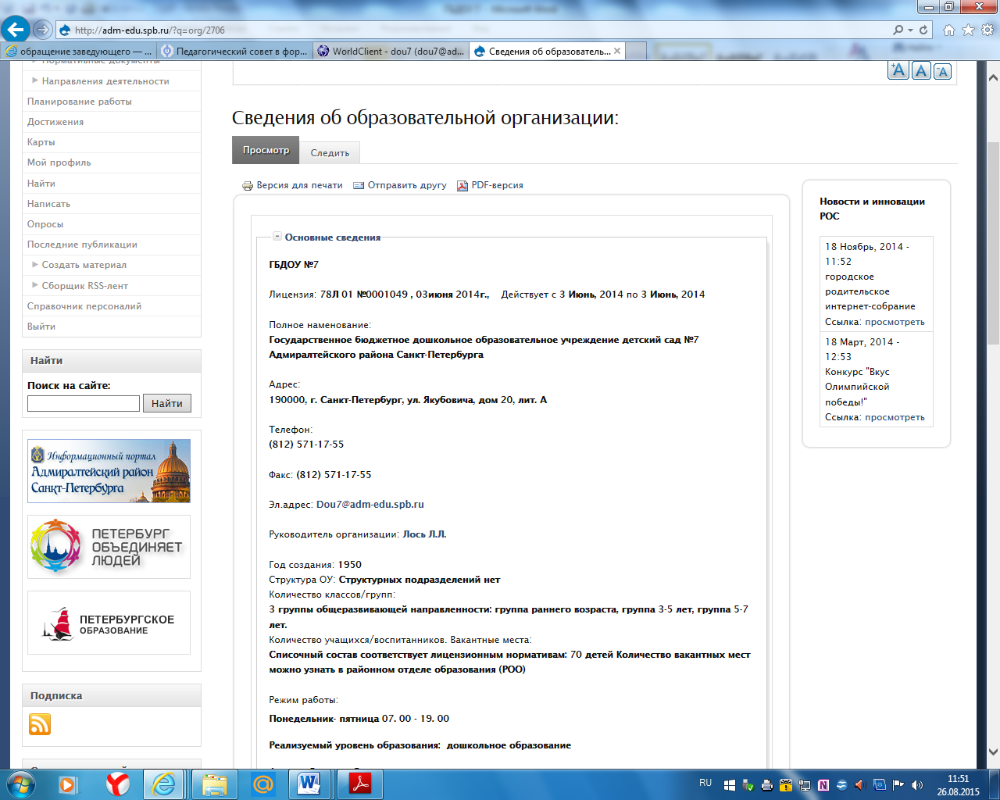 http://adm-edu.spb.ru/?q=org/2706
обращение заведующего — ...
Педагогический совет в фор...
WorldClient - dou7 (dou7@ad...
Сведения об образователь...
Нормативные документы
Направления деятельности
Планирование работы
Достижения
Карты
Мой профиль
Найти
Написать
Опросы
Последние публикации
Создать материал
Сборщик RSS-лент
Справочник персоналий
Выйти
Найти
Поиск на сайте:
Найти
Информационный портал
Адмиралтейский район
Санкт-Петербурга
ПЕТЕРБУРГ
ОБЪЕДИНЯЕТ
ЛЮДЕЙ
ПЕТЕРБУРГСКОЕ
ОБРАЗОВАНИЕ
Подписка
+A A -A
Сведения об образовательной организации:
Просмотр Следить
Версия для печати Отправить другу PDF-версия
Основные сведения
ГБДОУ №7
Лицензия: 78Л 01 №0001049 , 03июня 2014г., Действует с 3 Июнь, 2014 по 3 Июнь, 2014
Полное наменование:
Государственное бюджетное дошкольное образовательное учреждение детский сад №7
Адмиралтейского района Санкт-Петербурга
Адрес:
190000, г. Санкт-Петербург, ул. Якубовича, дом 20, лит. А
Телефон:
(812) 571-17-55
Факс: (812) 571-17-55
Эл.адрес: Dou7@adm-edu.spb.ru
Руководитель организации: Лось Л.Л.
Год создания: 1950
Структура ОУ: Структурных подразделений нет
Количество классов/групп:
3 группы общеразвивающей направленности: группа раннего возраста, группа 3-5 лет, группа 5-7
лет.
Количество учащихся/воспитанников. Вакантные места:
Списочный состав соответствует лицензионным нормативам: 70 детей Количество вакантных мест
можно узнать в районном отделе образования (РОО)
Режим работы:
Понедельник- пятница 07. 00 - 19. 00
Реализуемый уровень образования: дошкольное образование
Новости и инновации
РОС
18 Ноябрь, 2014 -
11:52
городское
родительское
интернет-собрание
Ссылка: просмотреть
18 Март, 2014 -
12:53
Конкурс "Вкус
Олимпийской
победы!"
Ссылка: просмотреть
RU
11:51
26.08.2015